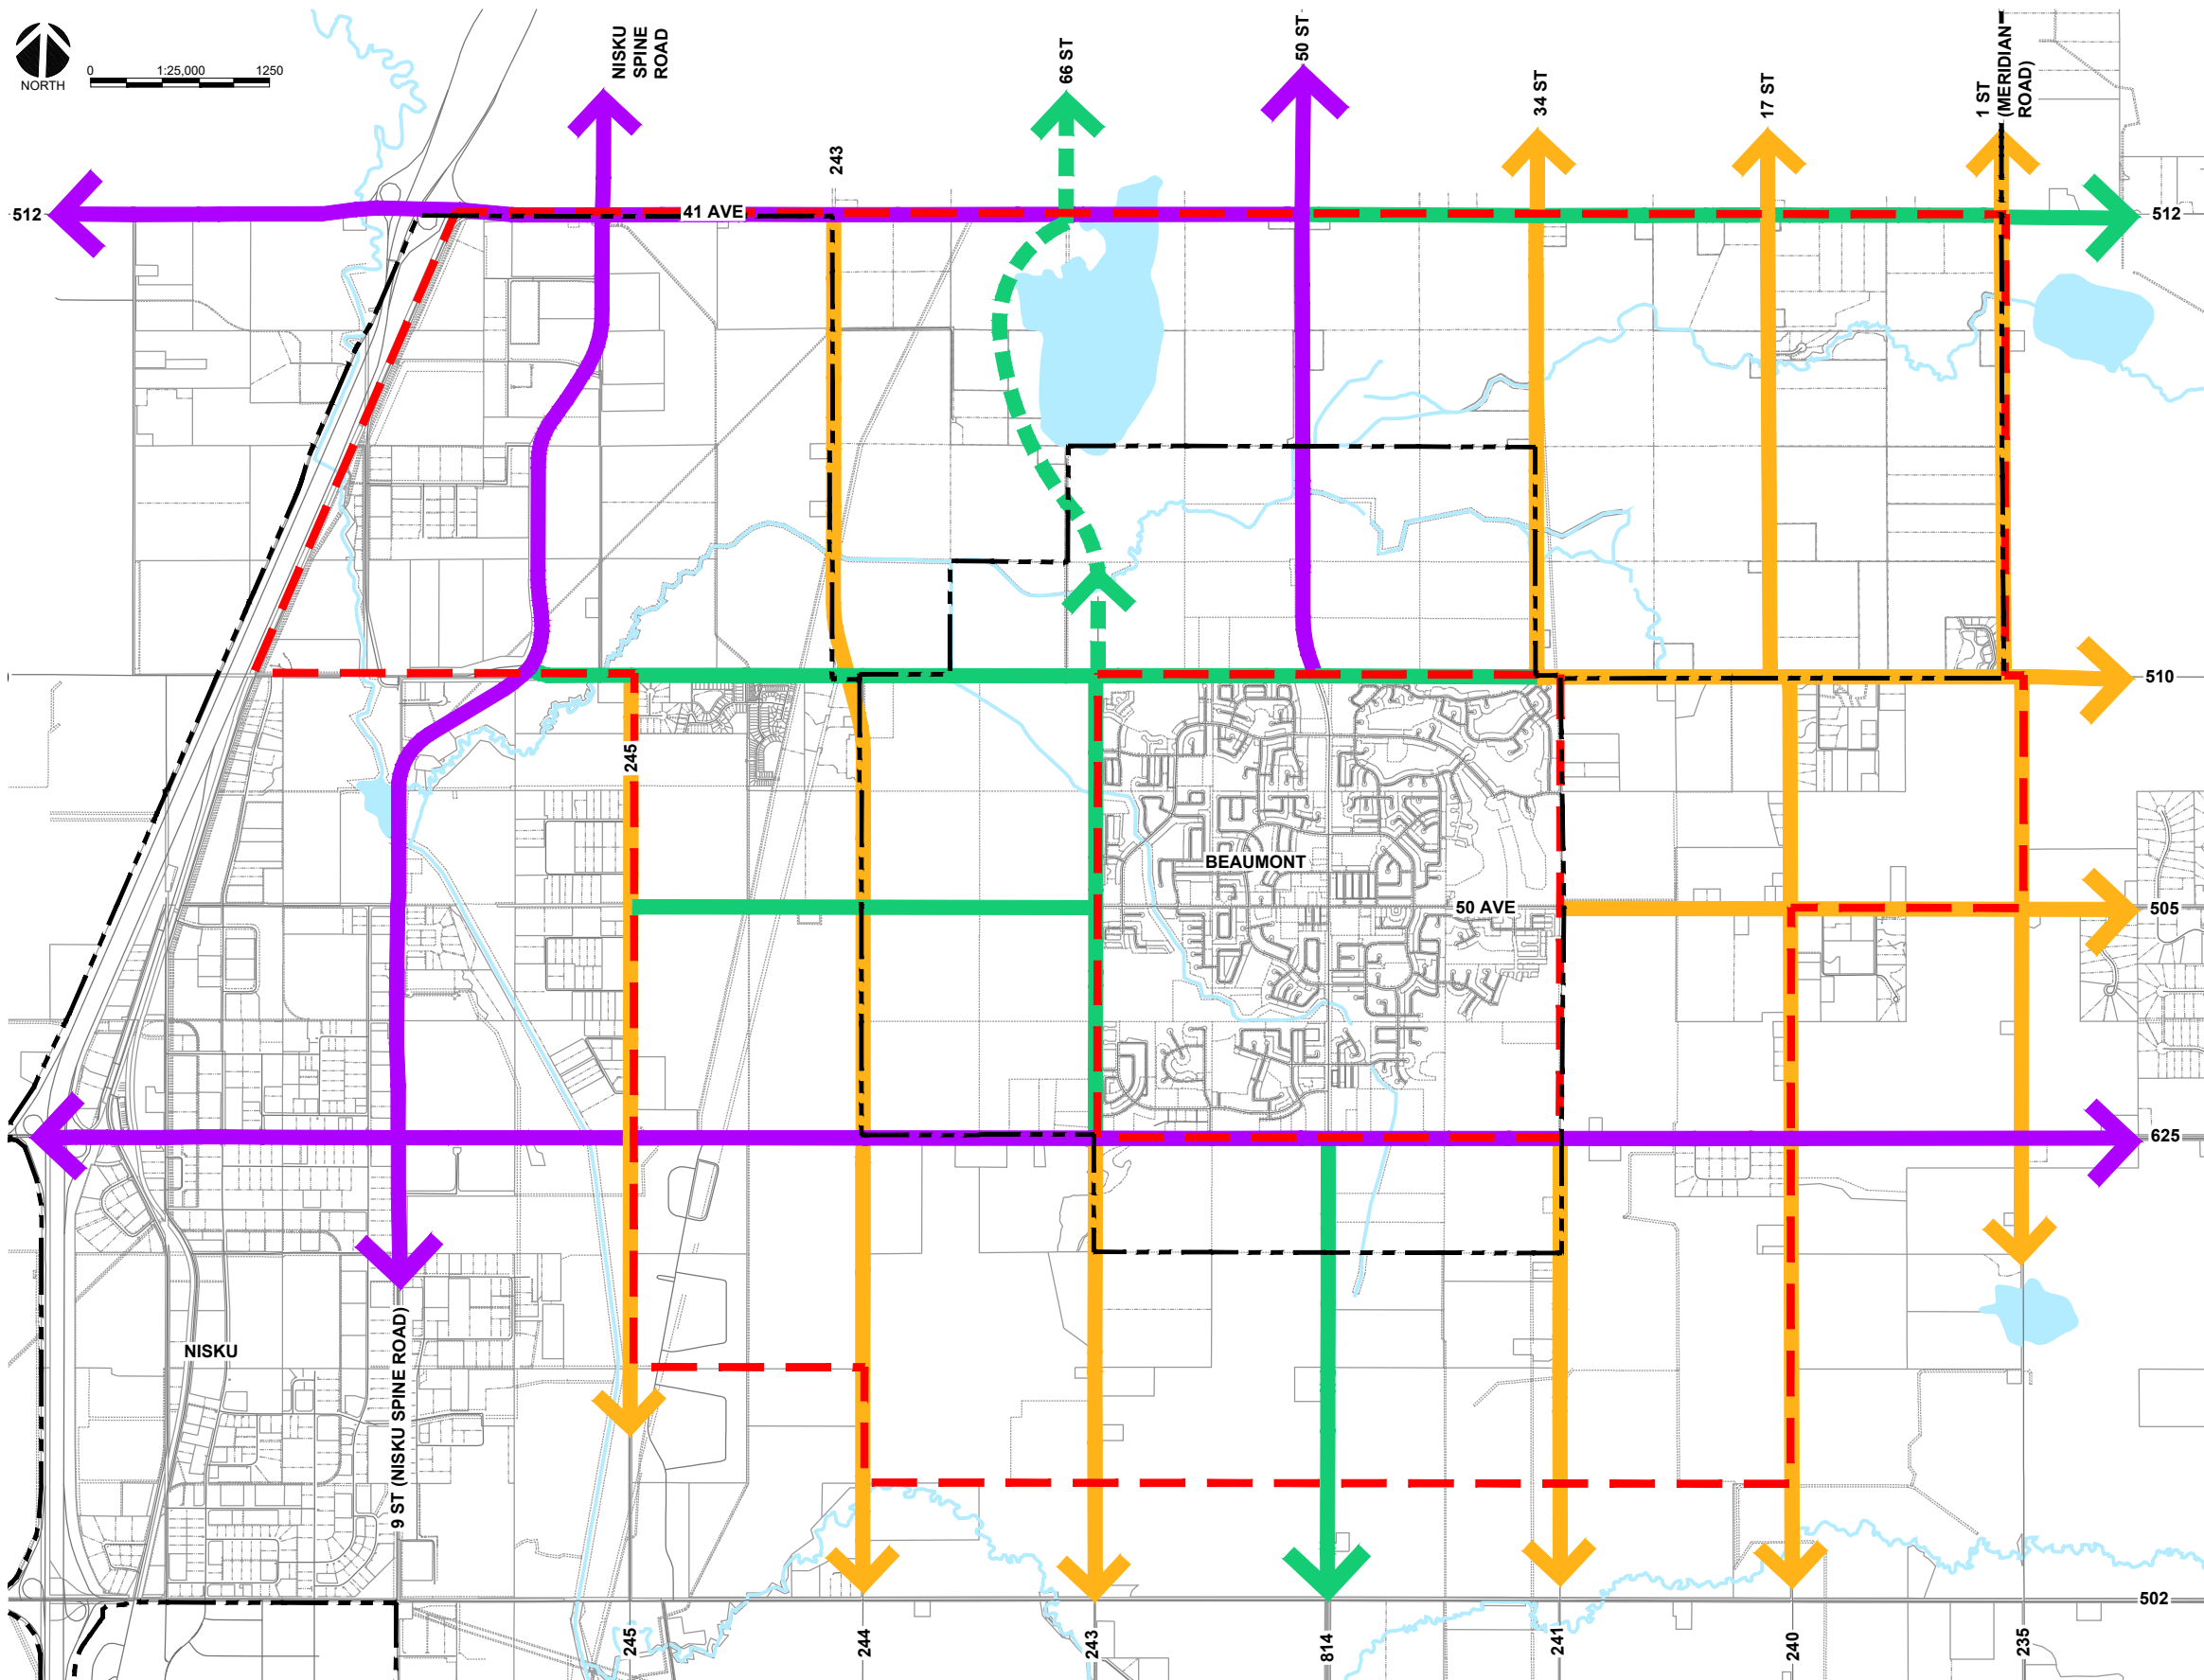 NISKU
SPINE
ROAD
66 ST
50 ST
34 ST
17 ST
1 ST
(MERIDIAN
ROAD)
0 1:25,000 1250
NORTH
243
512
41 AVE
512
510
245
BEAUMONT
50 AVE
505
625
NISKU
9 ST (NISKU SPINE ROAD)
502
245
244
243
814
241
240
235